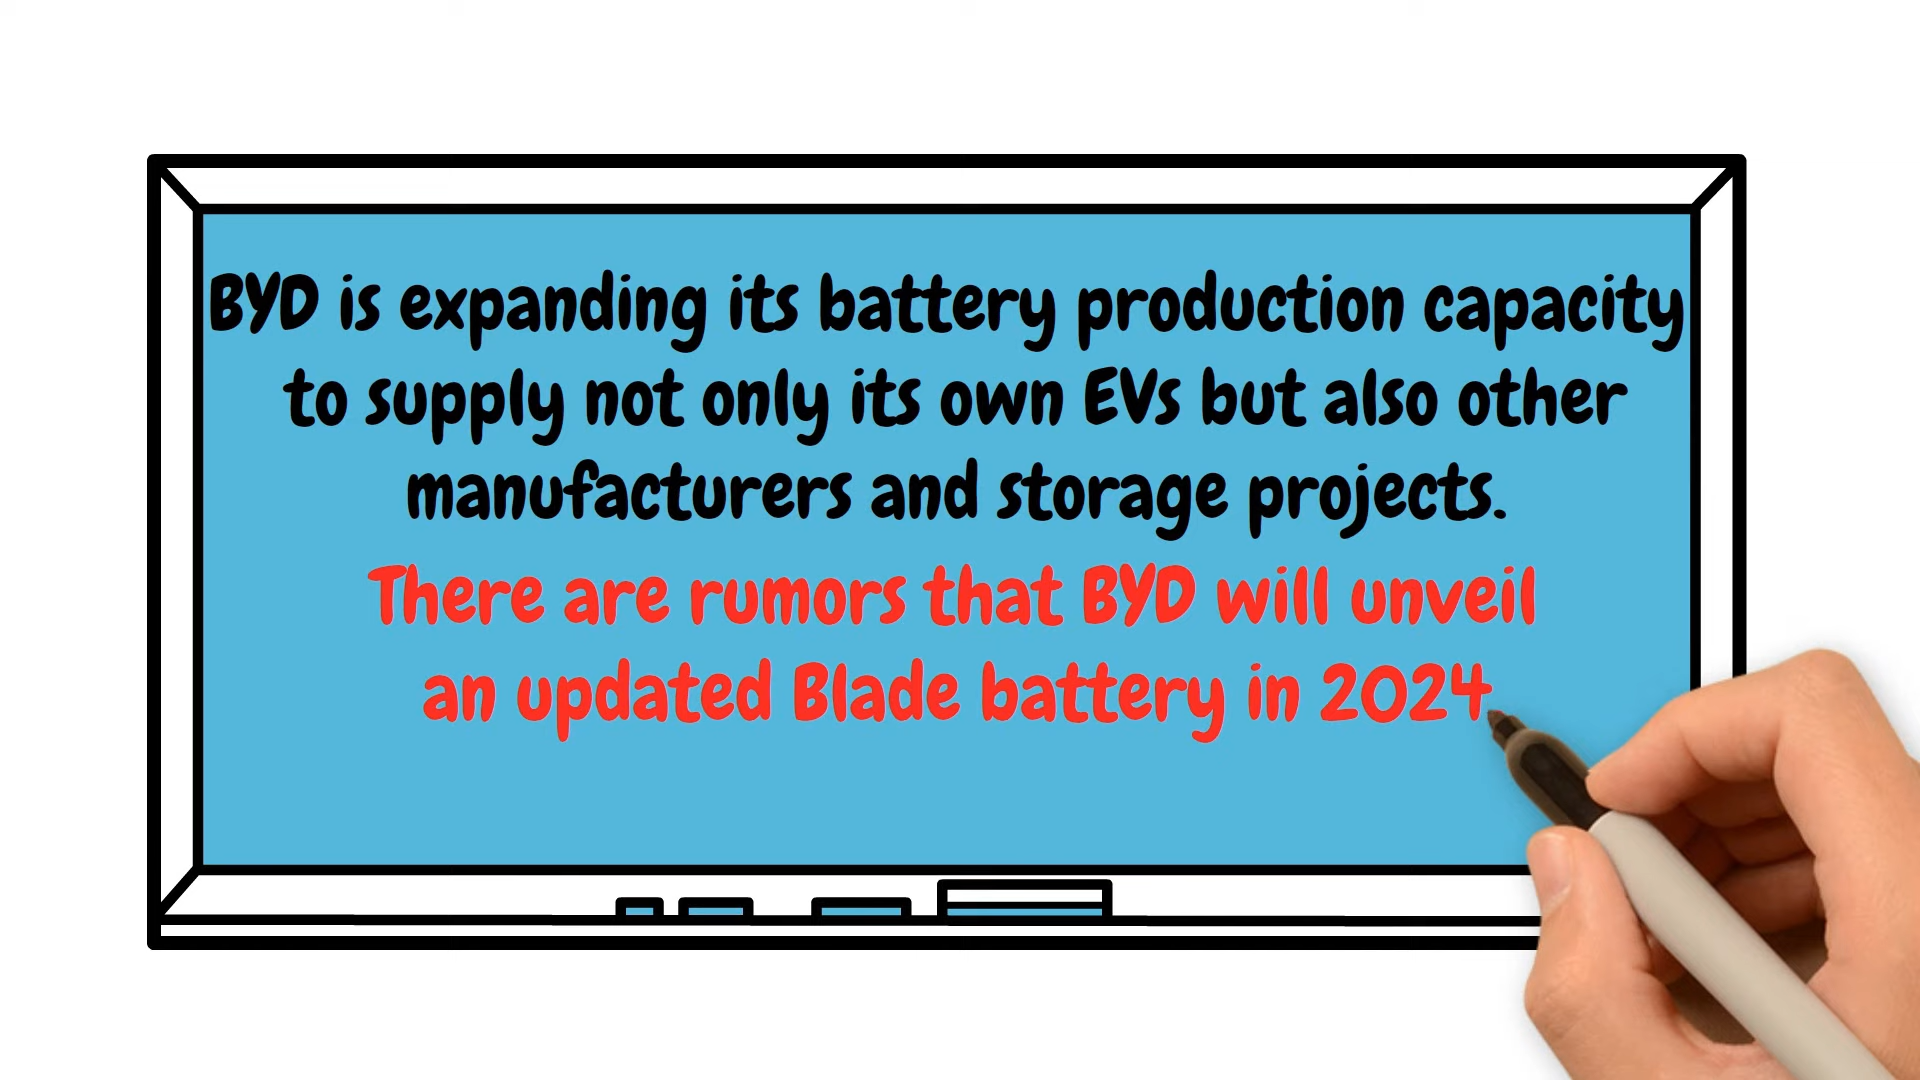 BYD is expanding its battery production capacity
to supply not only its own EVs but also other
manufacturers and storage projects.
There are rumors that BYD will unveil
an updated Blade battery in 2024